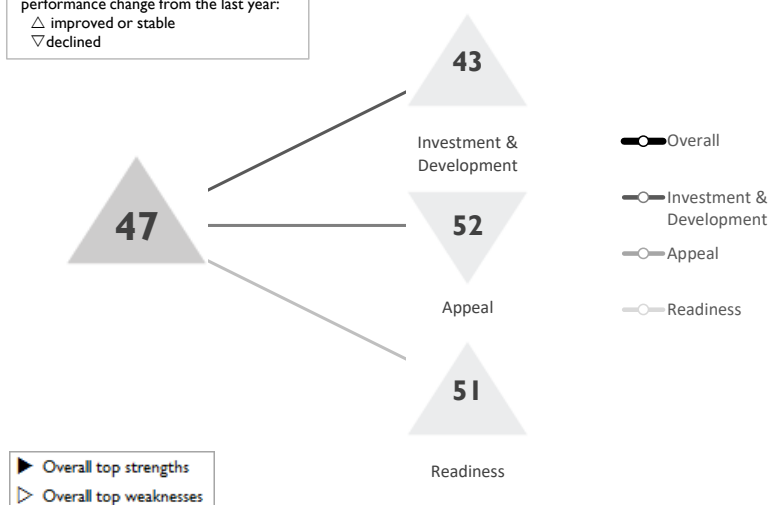 performance change from the last year:
△ improved or stable
▽ declined
43
Investment &
Development
47
52
Appeal
51
Readiness
Overall
Investment &
Development
Appeal
Readiness
▶ Overall top strengths
▷ Overall top weaknesses